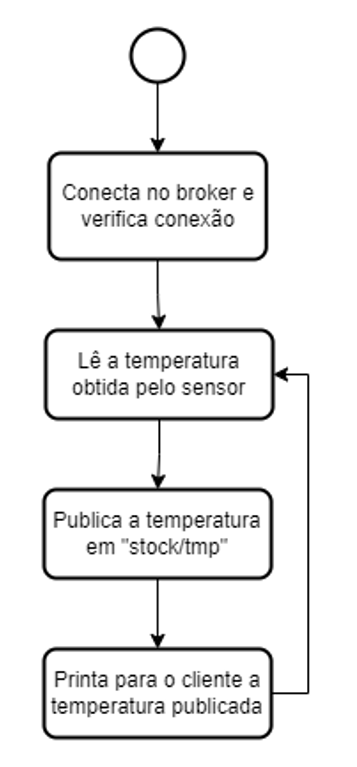 Conecta no broker e
verifica conexão
Lê a temperatura
obtida pelo sensor
Publica a temperatura
em "stock/tmp"
Printa para o cliente a
temperatura publicada